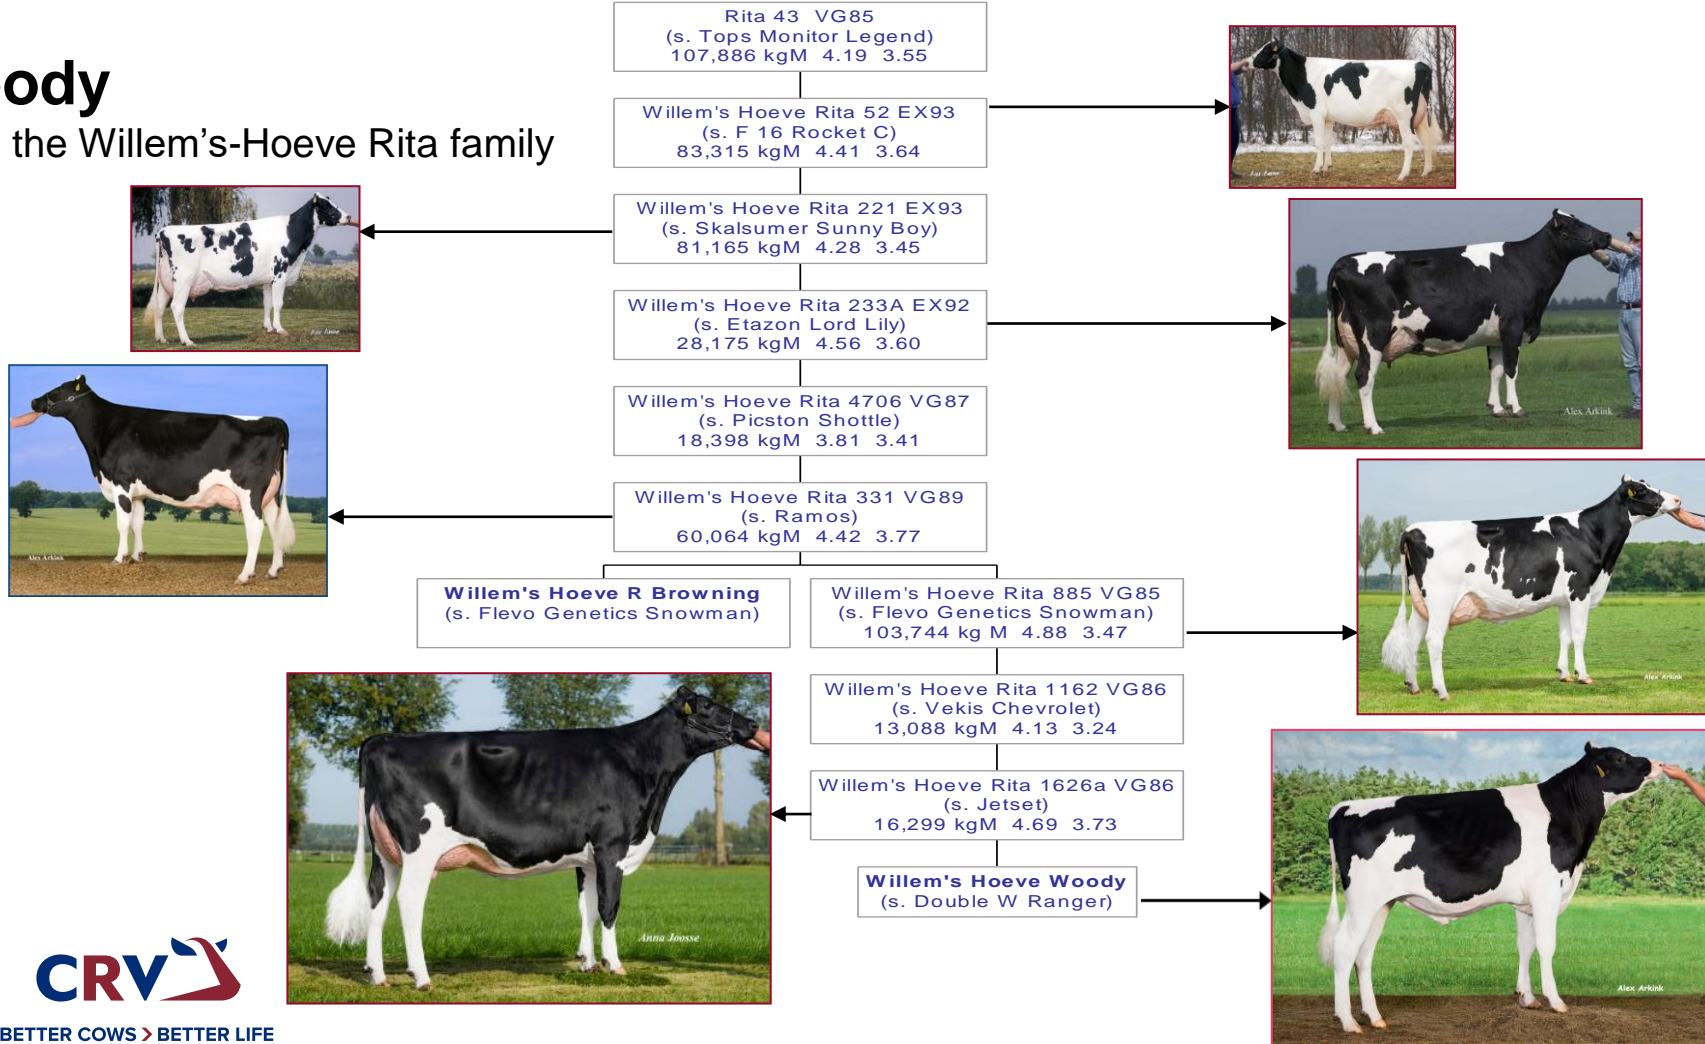 ody
the Willem's-Hoeve Rita family
Rita 43 VG85
(s. Tops Monitor Legend)
107,886 kgM 4.19 3.55
Willem's Hoeve Rita 52 EX93
(s. F 16 Rocket C)
83,315 kgM 4.41 3.64
Willem's Hoeve Rita 221 EX93
(s. Skalsumer Sunny Boy)
81,165 kgM 4.28 3.45
Willem's Hoeve Rita 233A EX92
(s. Etazon Lord Lily)
28,175 kgM 4.56 3.60
Alex Arkink
Willem's Hoeve Rita 4706 VG87
(s. Picston Shottle)
18,398 kgM 3.81 3.41
Willem's Hoeve Rita 331 VG89
(s. Ramos)
60,064 kgM 4.42 3.77
Alex Arkink
Willem's Hoeve R Browning
(s. Flevo Genetics Snowman)
Willem's Hoeve Rita 885 VG85
(s. Flevo Genetics Snowman)
103,744 kg M 4.88 3.47
Alex Arkink
Willem's Hoeve Rita 1162 VG86
(s. Vekis Chevrolet)
13,088 kgM 4.13 3.24
Willem's Hoeve Rita 1626a VG86
(s. Jetset)
16,299 kgM 4.69 3.73
Anna Joosse
Willem's Hoeve Woody
(s. Double W Ranger)
Alex Arkink
CRV
BETTER COWS > BETTER LIFE